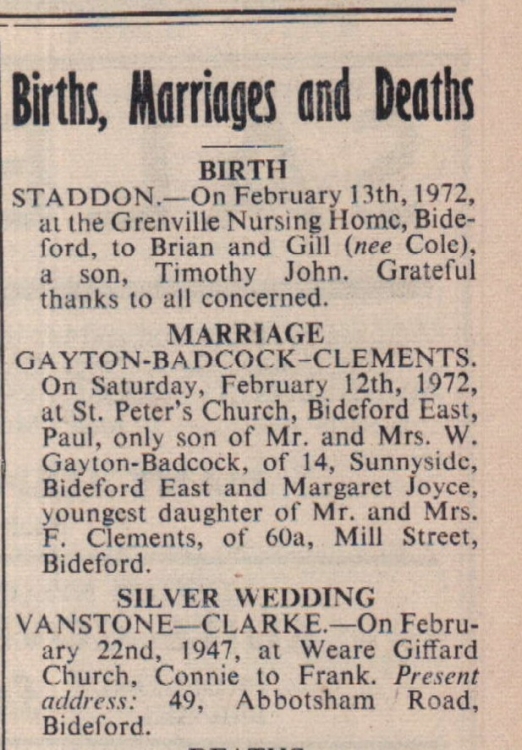 Births, Marriages and Deaths
BIRTH
STADDON.—On February 13th, 1972,
at the Grenville Nursing Home, Bide-
ford, to Brian and Gill (nee Cole),
a son, Timothy John. Grateful
thanks to all concerned.
MARRIAGE
GAYTON-BADCOCK–CLEMENTS.
On Saturday, February 12th, 1972,
at St. Peter's Church, Bideford East,
Paul, only son of Mr. and Mrs. W.
Gayton-Badcock, of 14, Sunnyside,
Bideford East and Margaret Joyce,
youngest daughter of Mr. and Mrs.
F. Clements, of 60a, Mill Street,
Bideford.
SILVER WEDDING
VANSTONE—CLARKE.—On Febru-
ary 22nd, 1947, at Weare Giffard
Church, Connie to Frank. Present
address: 49, Abbotsham Road,
Bideford.
DEATHS